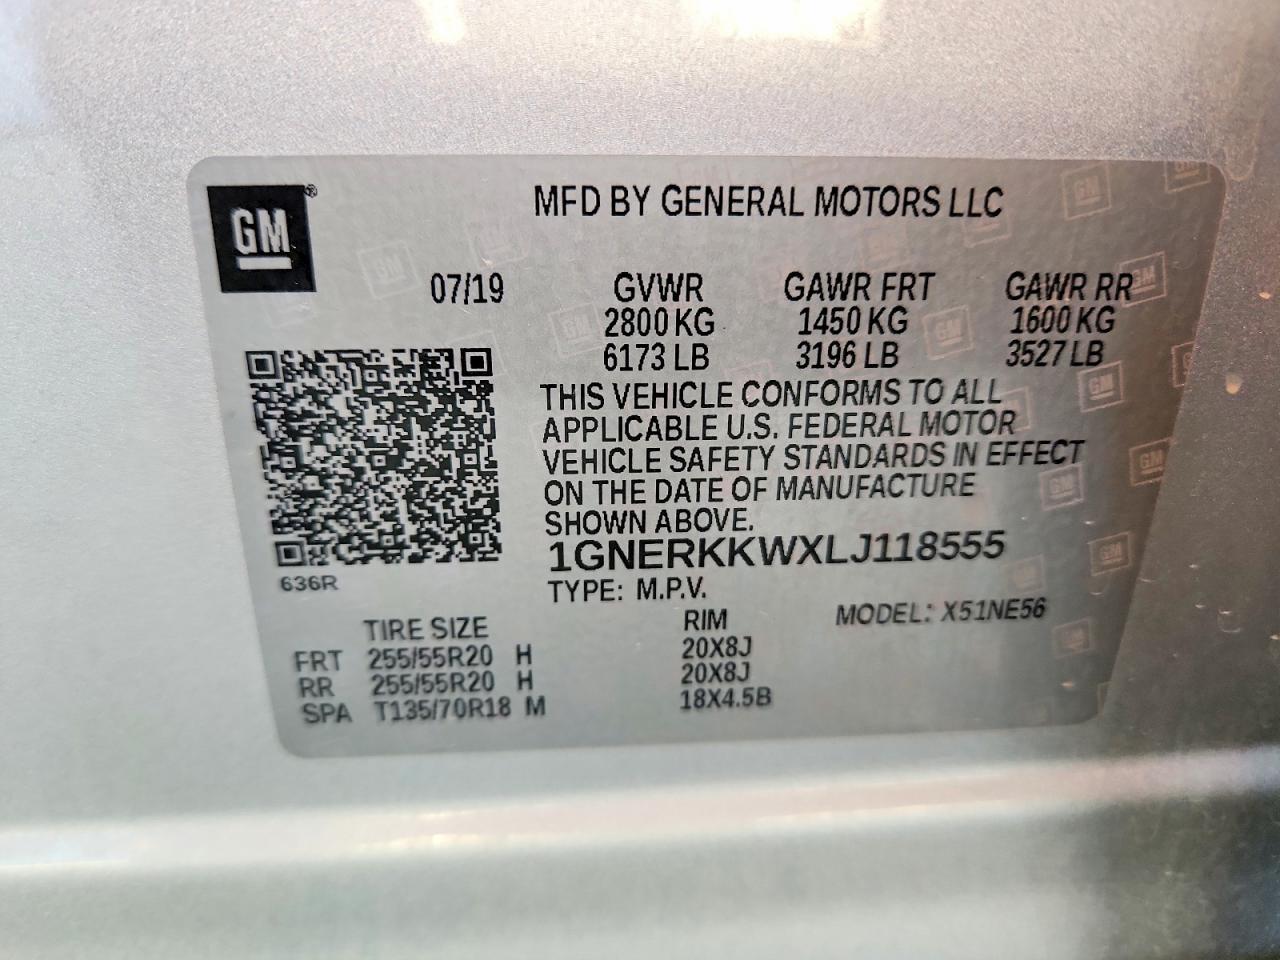 GM®
MFD BY GENERAL MOTORS LLC
07/19 GVWR GAWR FRT GAWR RR
2800 KG 1450 KG 1600 KG
6173 LB 3196 LB 3527 LB
THIS VEHICLE CONFORMS TO ALL
APPLICABLE U.S. FEDERAL MOTOR
VEHICLE SAFETY STANDARDS IN EFFECT
ON THE DATE OF MANUFACTURE
SHOWN ABOVE.
1GNERKKWXLJ118555
636R
TYPE: M.P.V. MODEL: X51NE56
TIRE SIZE RIM
FRT 255/55R20 H 20X8J
RR 255/55R20 H 20X8J
SPA T135/70R18 M 18X4.5B